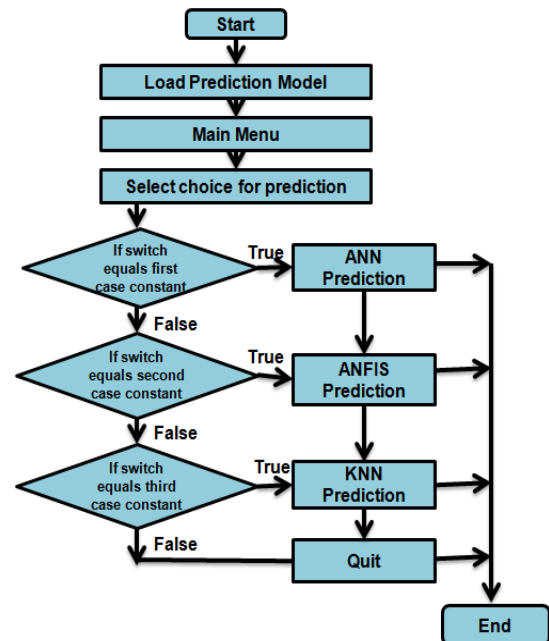 Start
Load Prediction Model
Main Menu
Select choice for prediction
If switch
equals first
case constant
True
ANN
Prediction
False
If switch
equals second
case constant
True
ANFIS
Prediction
False
If switch
equals third
case constant
True
KNN
Prediction
False
Quit
End